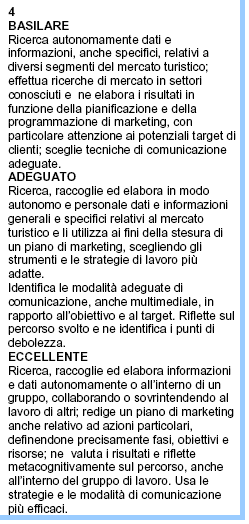 4
BASILARE
Ricerca autonomamente dati e
informazioni, anche specifici, relativi a
diversi segmenti del mercato turistico;
effettua ricerche di mercato in settori
conosciuti e  ne elabora i risultati in
funzione della pianificazione e della
programmazione di marketing, con
particolare attenzione ai potenziali target di
clienti; sceglie tecniche di comunicazione
adeguate.
ADEGUATO
Ricerca, raccoglie ed elabora in modo
autonomo e personale dati e informazioni
generali e specifici relativi al mercato
turistico e li utilizza ai fini della stesura di
un piano di marketing, scegliendo gli
strumenti e le strategie di lavoro più
adatte.
Identifica le modalità adeguate di
comunicazione, anche multimediale, in
rapporto all'obiettivo e al target. Riflette sul
percorso svolto e ne identifica i punti di
debolezza.
ECCELLENTE
Ricerca, raccoglie ed elabora informazioni
e dati autonomamente o all'interno di un
gruppo, collaborando o sovrintendendo al
lavoro di altri; redige un piano di marketing
anche relativo ad azioni particolari,
definendone precisamente fasi, obiettivi e
risorse; ne  valuta i risultati e riflette
metacognitivamente sul percorso, anche
all'interno del gruppo di lavoro. Usa le
strategie e le modalità di comunicazione
più efficaci.